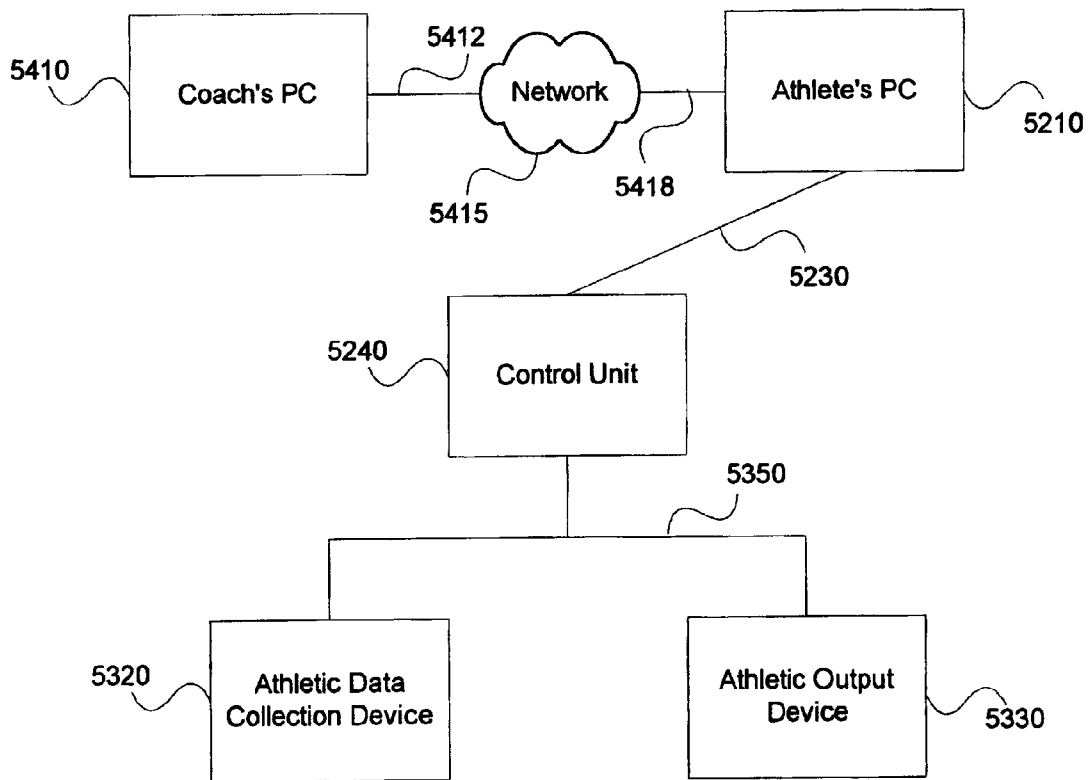 5412
5410
Coach's PC
Network
Athlete's PC
5210
5415
5418
5230
5240
Control Unit
5350
5320
Athletic Data
Collection Device
Athletic Output
Device
5330